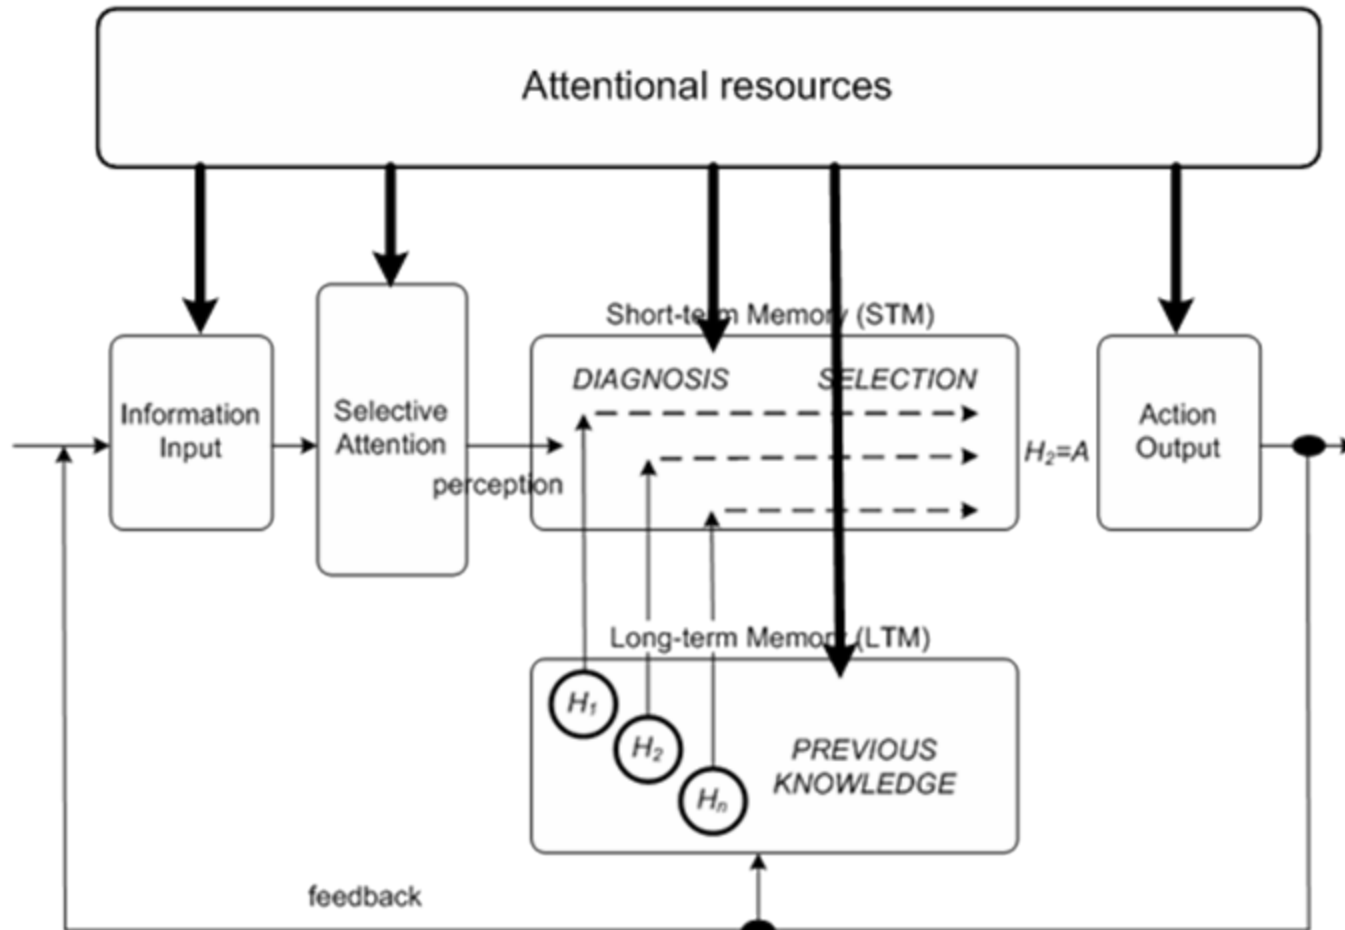 Attentional resources
Short-term Memory (STM)
DIAGNOSIS
SELECTION
Information
Input
Selective
Attention
perception
H₂=A
Action
Output
Long-term Memory (LTM)
H₁
H₂
Hₙ
PREVIOUS
KNOWLEDGE
feedback